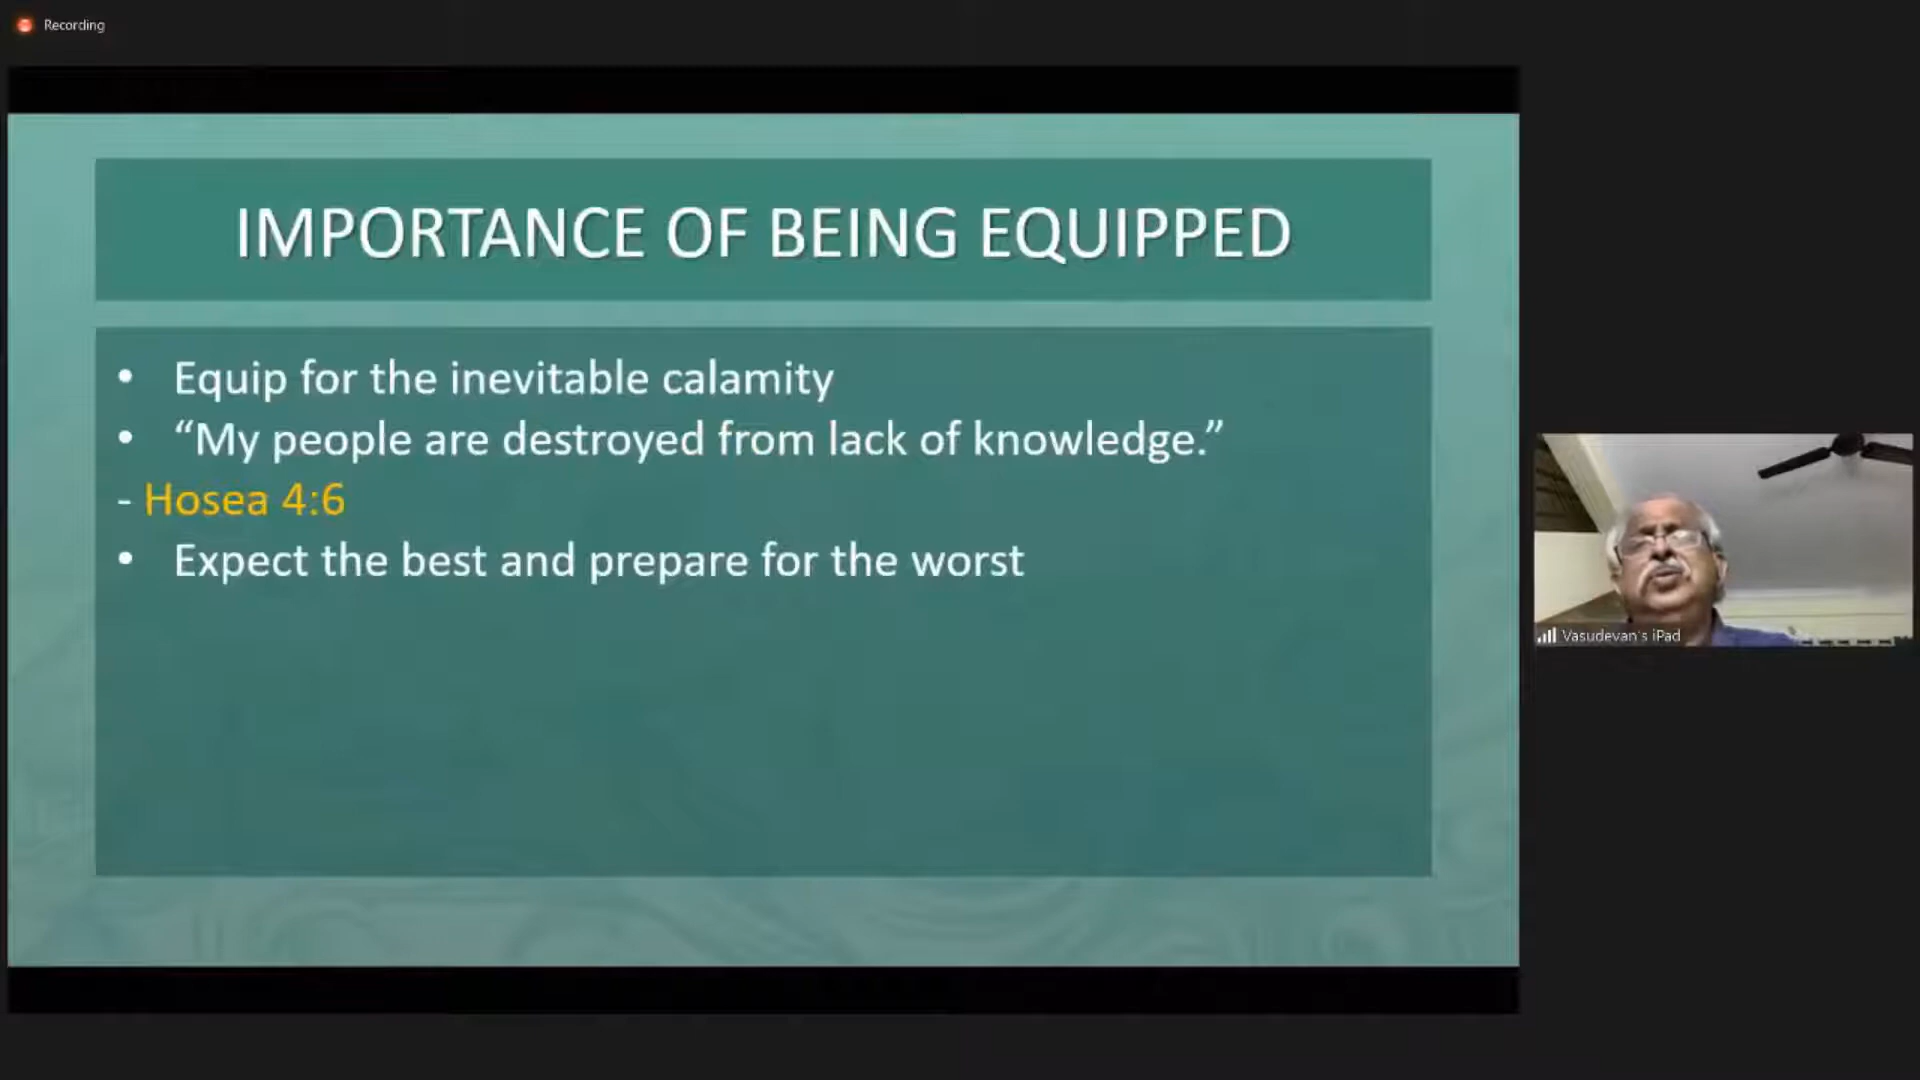 Recording
IMPORTANCE OF BEING EQUIPPED
• Equip for the inevitable calamity
• “My people are destroyed from lack of knowledge.”
- Hosea 4:6
• Expect the best and prepare for the worst
Vasudevan's iPad